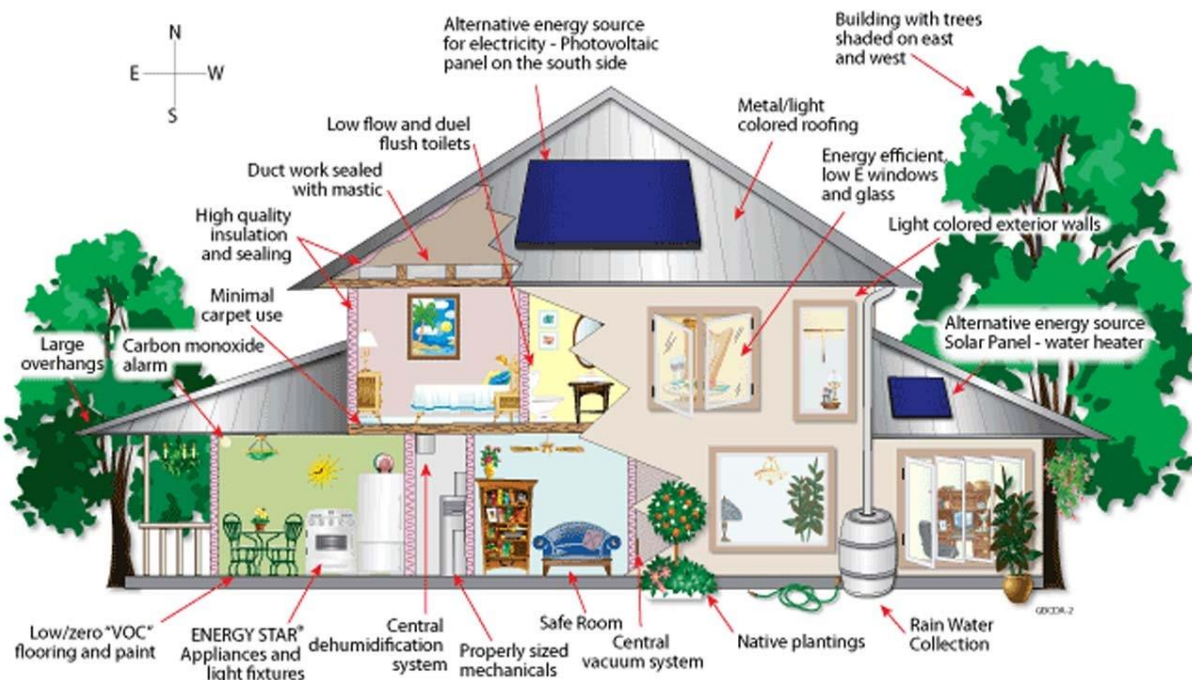 N
E
W
S
Alternative energy source
for electricity - Photovoltaic
panel on the south side
Building with trees
shaded on east
and west
Low flow and duel
flush toilets
Metal/light
colored roofing
Duct work sealed
with mastic
Energy efficient,
low E windows
and glass
High quality
insulation
and sealing
Light colored exterior walls
Minimal
carpet use
Large
overhangs
Carbon monoxide
alarm
Alternative energy source
Solar Panel - water heater
Low/zero "VOC"
flooring and paint
ENERGY STAR®
Appliances and
light fixtures
Central
dehumidification
system
Properly sized
mechanicals
Safe Room
Central
vacuum system
Native plantings
Rain Water
Collection